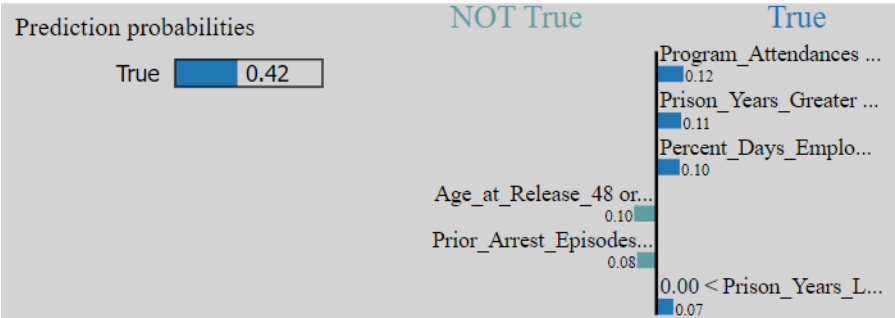 Prediction probabilities
True 0.42
NOT True True
Program_Attendances ...
0.12
Prison_Years_Greater ...
0.11
Percent_Days_Emplo...
0.10
Age_at_Release_48 or...
0.10
Prior_Arrest_Episodes...
0.08
0.00 < Prison_Years_L...
0.07